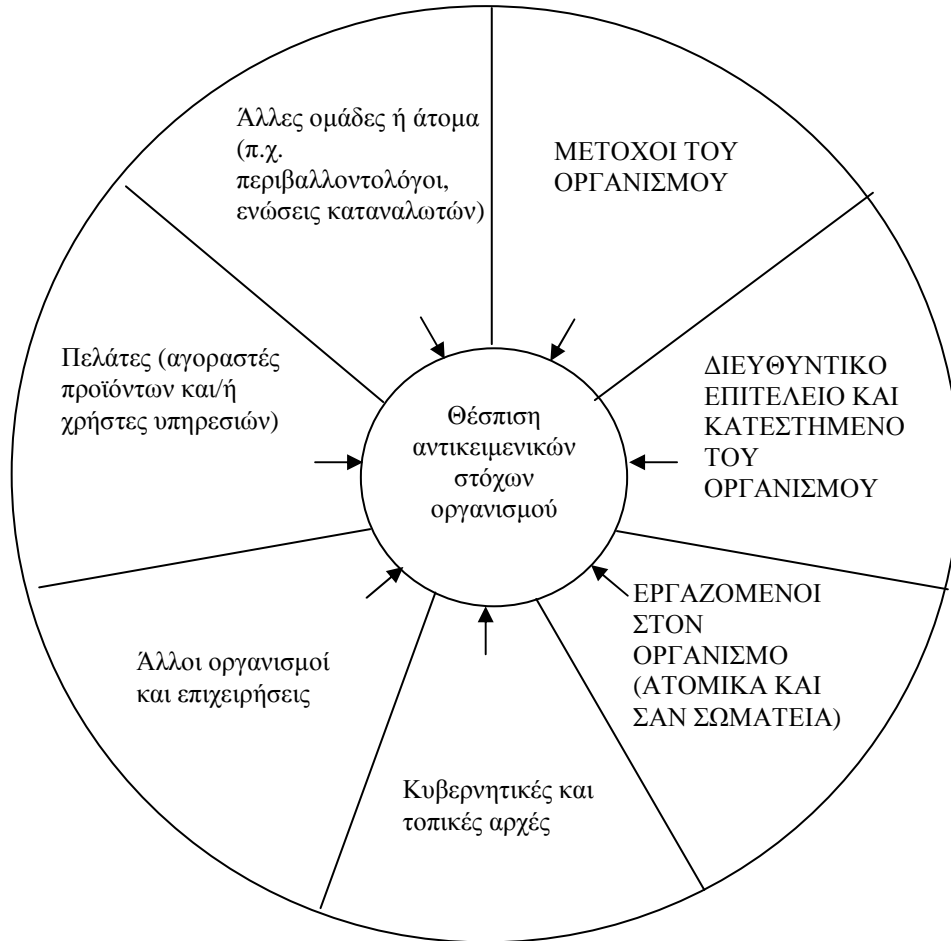 Άλλες ομάδες ή άτομα
(π.χ.
περιβαλλοντολόγοι,
ενώσεις καταναλωτών)
ΜΕΤΟΧΟΙ ΤΟΥ
ΟΡΓΑΝΙΣΜΟΥ
Πελάτες (αγοραστές
προϊόντων και/ή
χρήστες υπηρεσιών)
Θέσπιση
αντικειμενικών
στόχων
οργανισμού
ΔΙΕΥΘΥΝΤΙΚΟ
ΕΠΙΤΕΛΕΙΟ ΚΑΙ
ΚΑΤΕΣΤΗΜΕΝΟ
ΤΟΥ
ΟΡΓΑΝΙΣΜΟΥ
Άλλοι οργανισμοί
και επιχειρήσεις
ΕΡΓΑΖΟΜΕΝΟΙ
ΣΤΟΝ
ΟΡΓΑΝΙΣΜΟ
(ΑΤΟΜΙΚΑ ΚΑΙ
ΣΑΝ ΣΩΜΑΤΕΙΑ)
Κυβερνητικές και
τοπικές αρχές